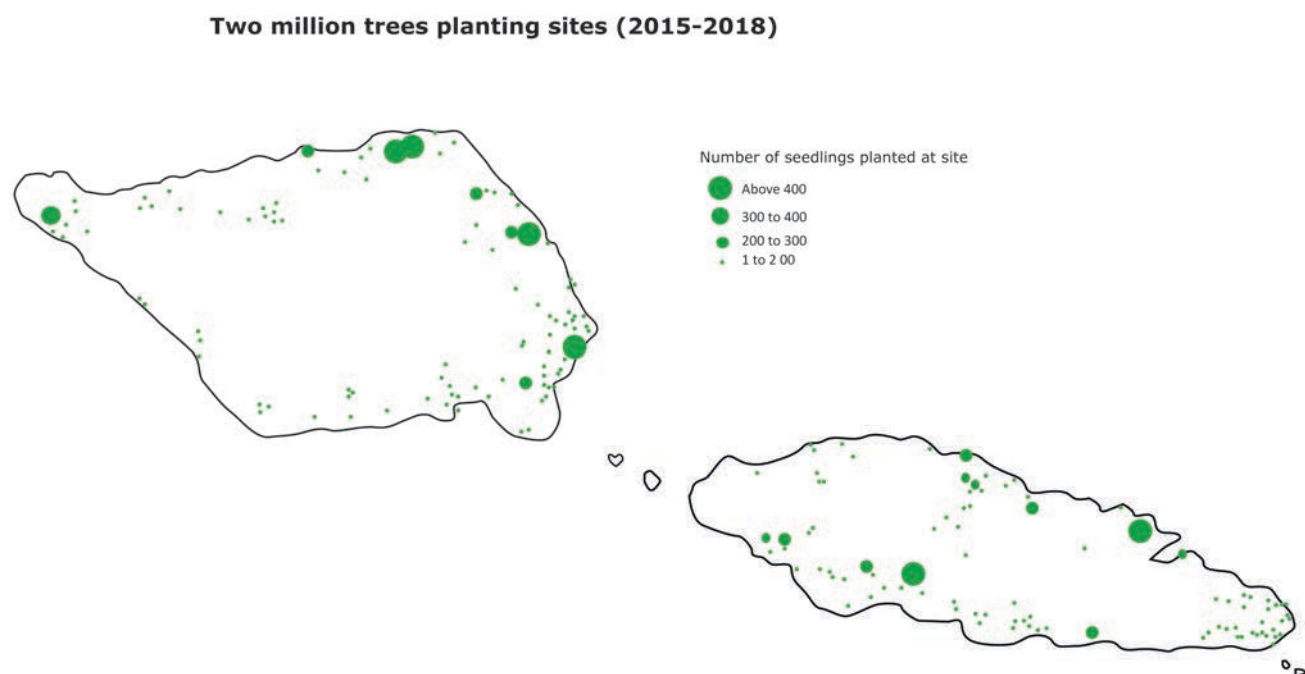 Two million trees planting sites (2015-2018)
Number of seedlings planted at site
Above 400
300 to 400
200 to 300
1 to 2 00